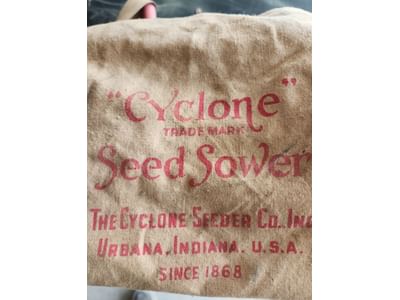 "Cyclone"
TRADE MARK
Seed Sower
THE CYCLONE SEEDER CO., INC
URBANA, INDIANA. U.S.A.
SINCE 1868